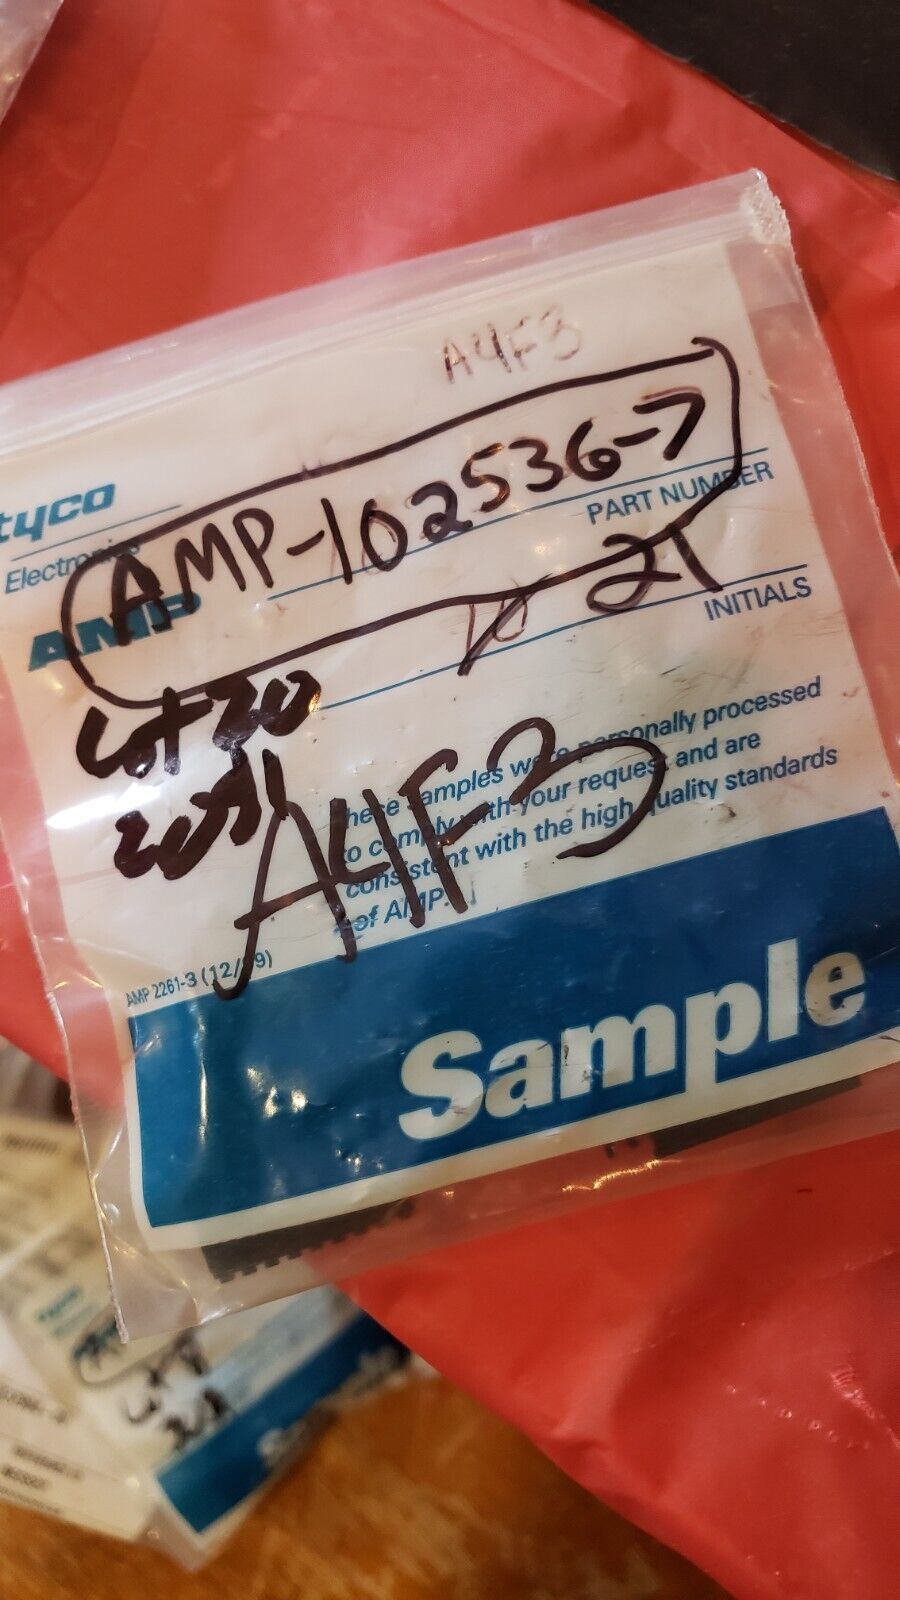 A4F3
tyco
Electronics
AMP-102536-7
PART NUMBER
AMP
10 21
INITIALS
Lot 20
A4F3
These samples were personally processed
to comply with your request and are
consistent with the high quality standards
of AMP.
AMP 2261-3 (12/99)
Sample